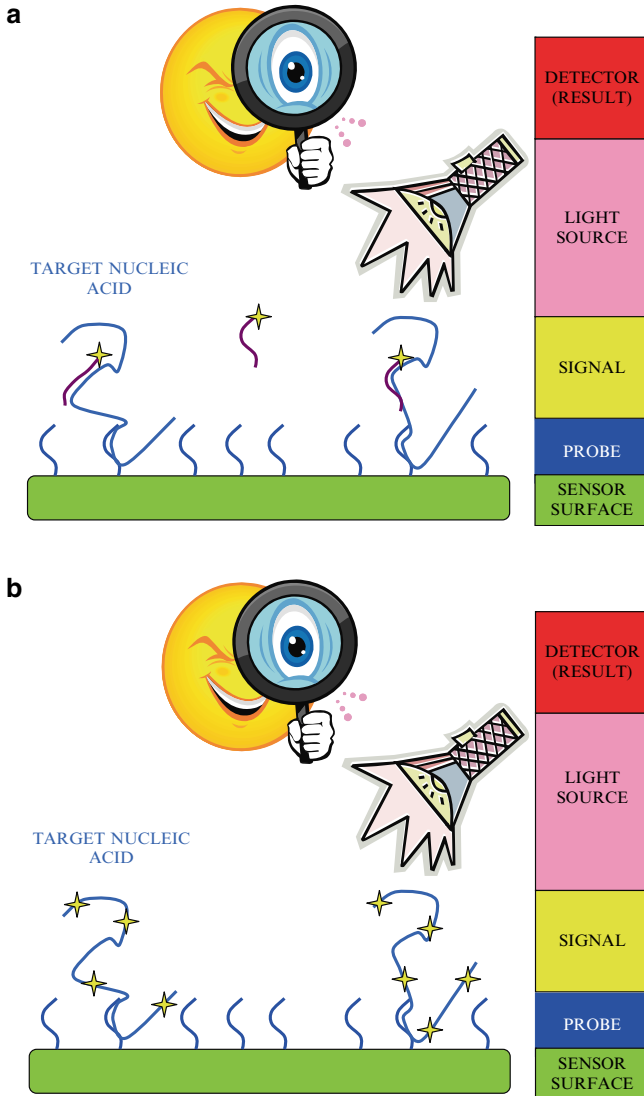 a
DETECTOR
(RESULT)
LIGHT
SOURCE
TARGET NUCLEIC
ACID
SIGNAL
PROBE
SENSOR
SURFACE
b
DETECTOR
(RESULT)
LIGHT
SOURCE
TARGET NUCLEIC
ACID
SIGNAL
PROBE
SENSOR
SURFACE